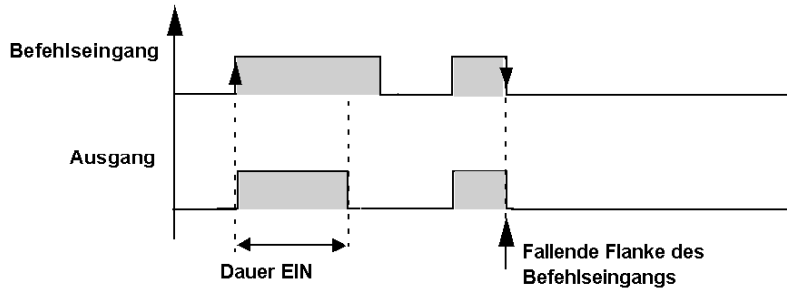 Befehlseingang
Ausgang
Dauer EIN
Fallende Flanke des
Befehlseingangs